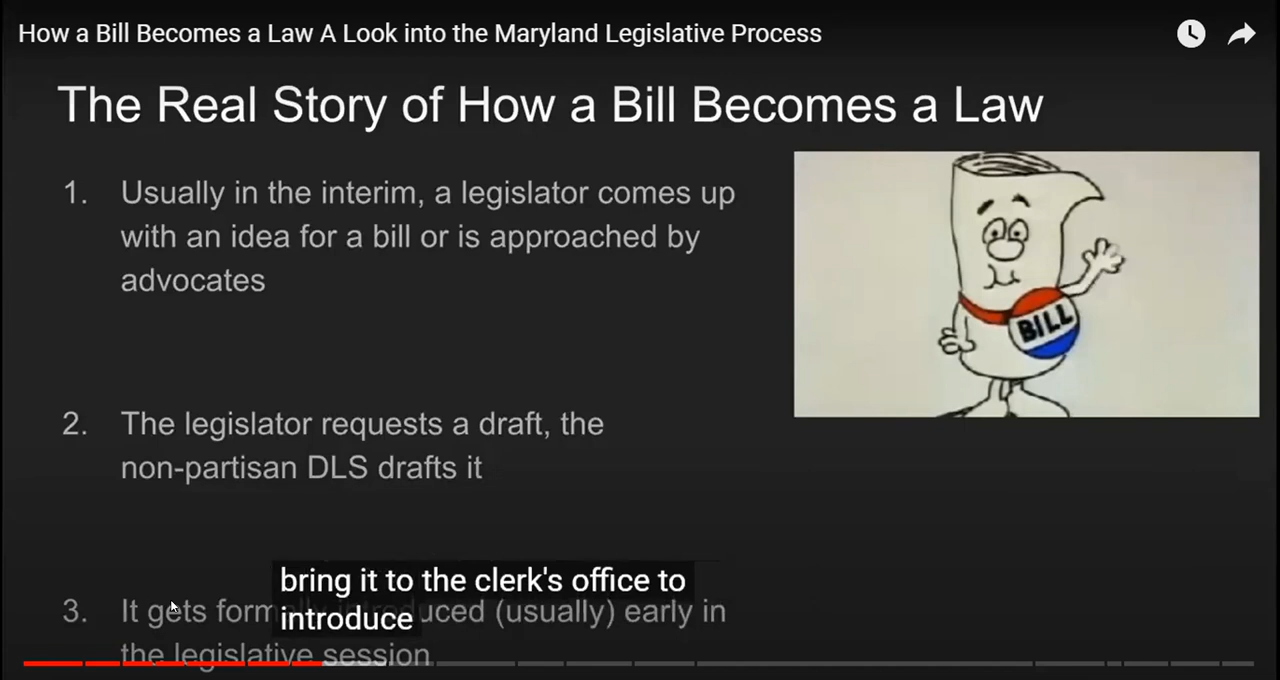 How a Bill Becomes a Law A Look into the Maryland Legislative Process
The Real Story of How a Bill Becomes a Law
1. Usually in the interim, a legislator comes up
with an idea for a bill or is approached by
advocates
BILL
2. The legislator requests a draft, the
non-partisan DLS drafts it
bring it to the clerk's office to
introduce
3. It gets formally introduced (usually) early in
the legislative session